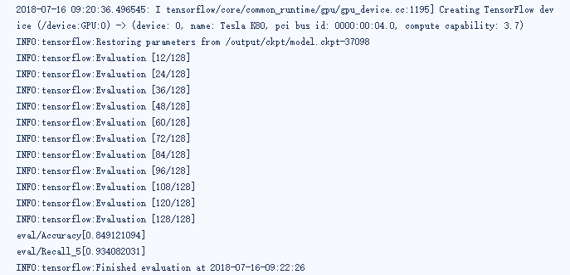 2018-07-16 09:20:36.496545: I tensorflow/core/common_runtime/gpu/gpu_device.cc:1195] Creating TensorFlow dev
ice (/device:GPU:0) -> (device: 0, name: Tesla K80, pci bus id: 0000:00:04.0, compute capability: 3.7)
INFO:tensorflow:Restoring parameters from /output/ckpt/model.ckpt-37098
INFO:tensorflow:Evaluation [12/128]
INFO:tensorflow:Evaluation [24/128]
INFO:tensorflow:Evaluation [36/128]
INFO:tensorflow:Evaluation [48/128]
INFO:tensorflow:Evaluation [60/128]
INFO:tensorflow:Evaluation [72/128]
INFO:tensorflow:Evaluation [84/128]
INFO:tensorflow:Evaluation [96/128]
INFO:tensorflow:Evaluation [108/128]
INFO:tensorflow:Evaluation [120/128]
INFO:tensorflow:Evaluation [128/128]
eval/Accuracy[0.849121094]
eval/Recall_5[0.934082031]
INFO:tensorflow:Finished evaluation at 2018-07-16-09:22:26